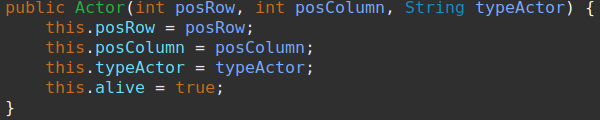 public Actor(int posRow, int posColumn, String typeActor) {
    this.posRow = posRow;
    this.posColumn = posColumn;
    this.typeActor = typeActor;
    this.alive = true;
}